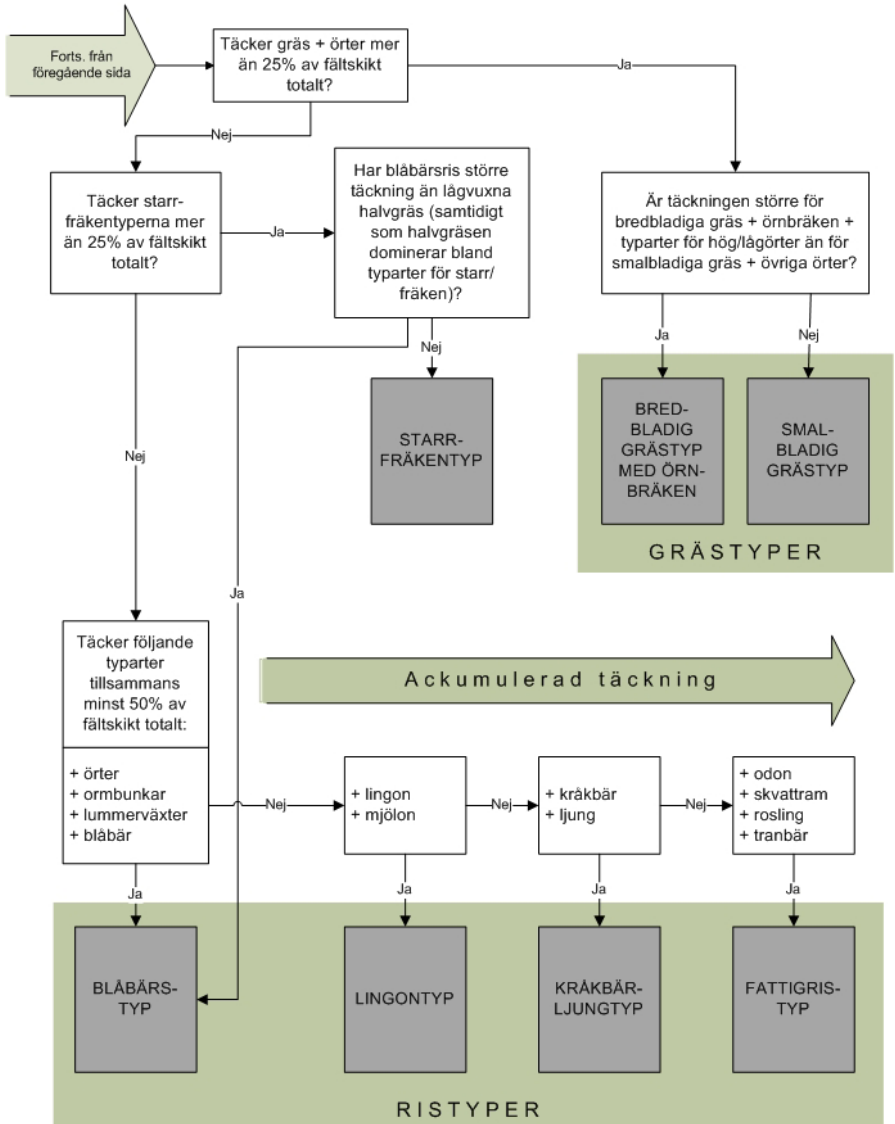 Forts. från
föregående sida
Täcker gräs + örter mer
än 25% av fältskikt
totalt?
Ja
Nej
Täcker starr-
fräkentyperna mer
än 25% av fältskikt
totalt?
Ja
Har blåbärsris större
täckning än lågvuxna
halvgräs (samtidigt
som halvgräsen
dominerar bland
typarter för starr/
fräken)?
Är täckningen större för
bredbladiga gräs + örnbräken +
typarter för hög/lågörter än för
smalbladiga gräs + övriga örter?
Nej
Ja
Nej
STARR-
FRÄKENTYP
BRED-
BLADIG
GRÄSTYP
MED ÖRN-
BRÄKEN
SMAL-
BLADIG
GRÄSTYP
GRÄSTYPER
Nej
Ja
Täcker följande
typarter
tillsammans
minst 50% av
fältskikt totalt:
+ örter
+ ormbunkar
+ lummerväxter
+ blåbär
Ackumulerad täckning
Nej
+ lingon
+ mjölon
Nej
+ kråkbär
+ ljung
Nej
+ odon
+ skvattram
+ rosling
+ tranbär
Ja
Ja
Ja
Ja
BLÅBÄRS-
TYP
LINGONTYP
KRÅKBÄR-
LJUNGTYP
FATTIGRIS-
TYP
RISTYPER